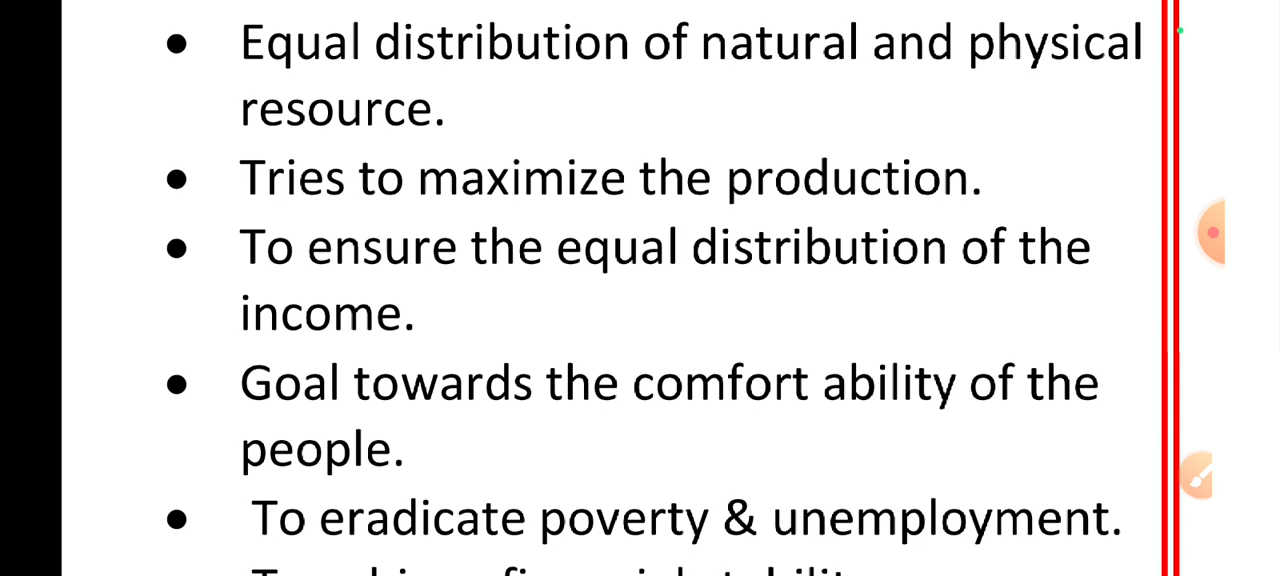 • Equal distribution of natural and physical
resource.
• Tries to maximize the production.
• To ensure the equal distribution of the
income.
• Goal towards the comfort ability of the
people.
• To eradicate poverty & unemployment.